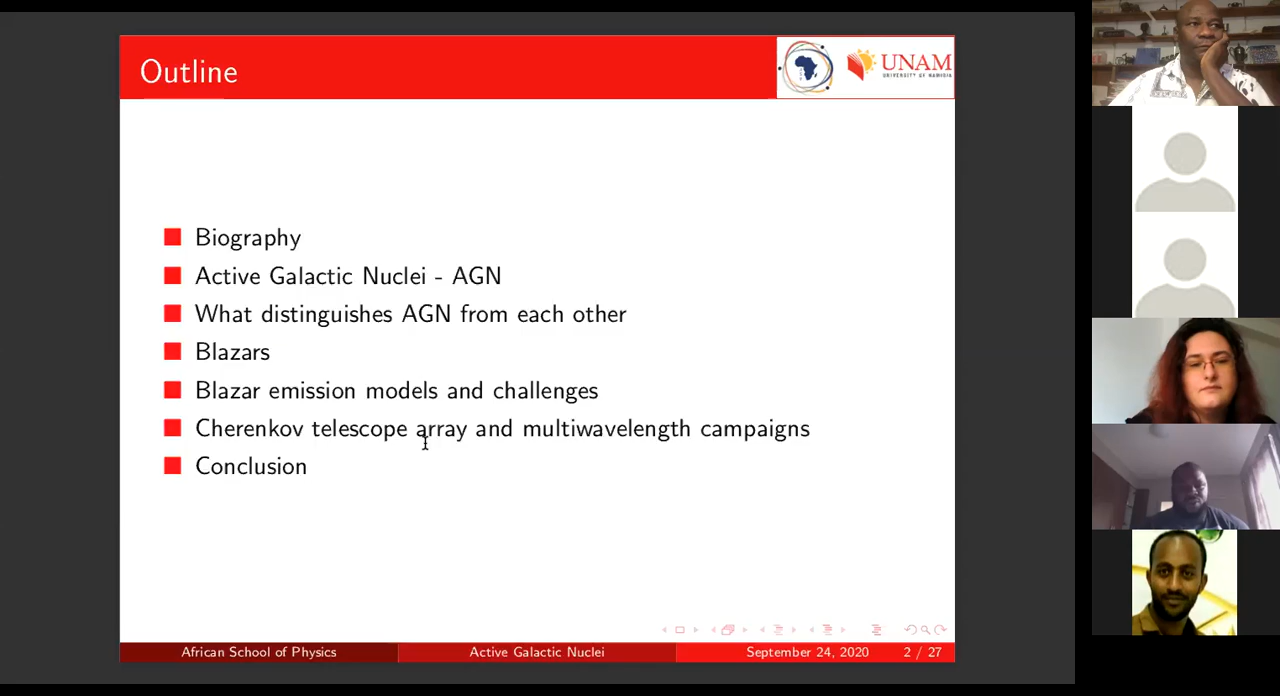 Outline
UNAM
UNIVERSITY OF NAMIBIA
Biography
Active Galactic Nuclei - AGN
What distinguishes AGN from each other
Blazars
Blazar emission models and challenges
Cherenkov telescope array and multiwavelength campaigns
Conclusion
African School of Physics Active Galactic Nuclei September 24, 2020 2 / 27